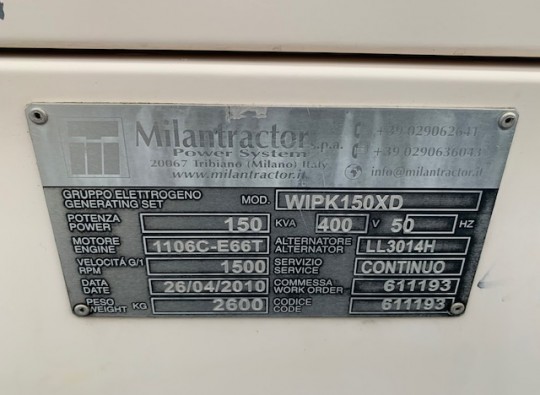 Milantractor s.p.a. +39.029062641
Power System +39.0290636043
20067 Tribiano (Milano) Italy
www.milantractor.it info@milantractor.it
GRUPPO ELETTROGENO
GENERATING SET MOD. WIPK150XD
POTENZA
POWER 150 KVA 400 V 50 HZ
MOTORE
ENGINE 1106C-E66T ALTERNATORE
ALTERNATOR LL3014H
VELOCITÁ G/1
RPM 1500 SERVIZIO
SERVICE CONTINUO
DATA
DATE 26/04/2010 COMMESSA
WORK ORDER 611193
PESO
WEIGHT KG 2600 CODICE
CODE 611193